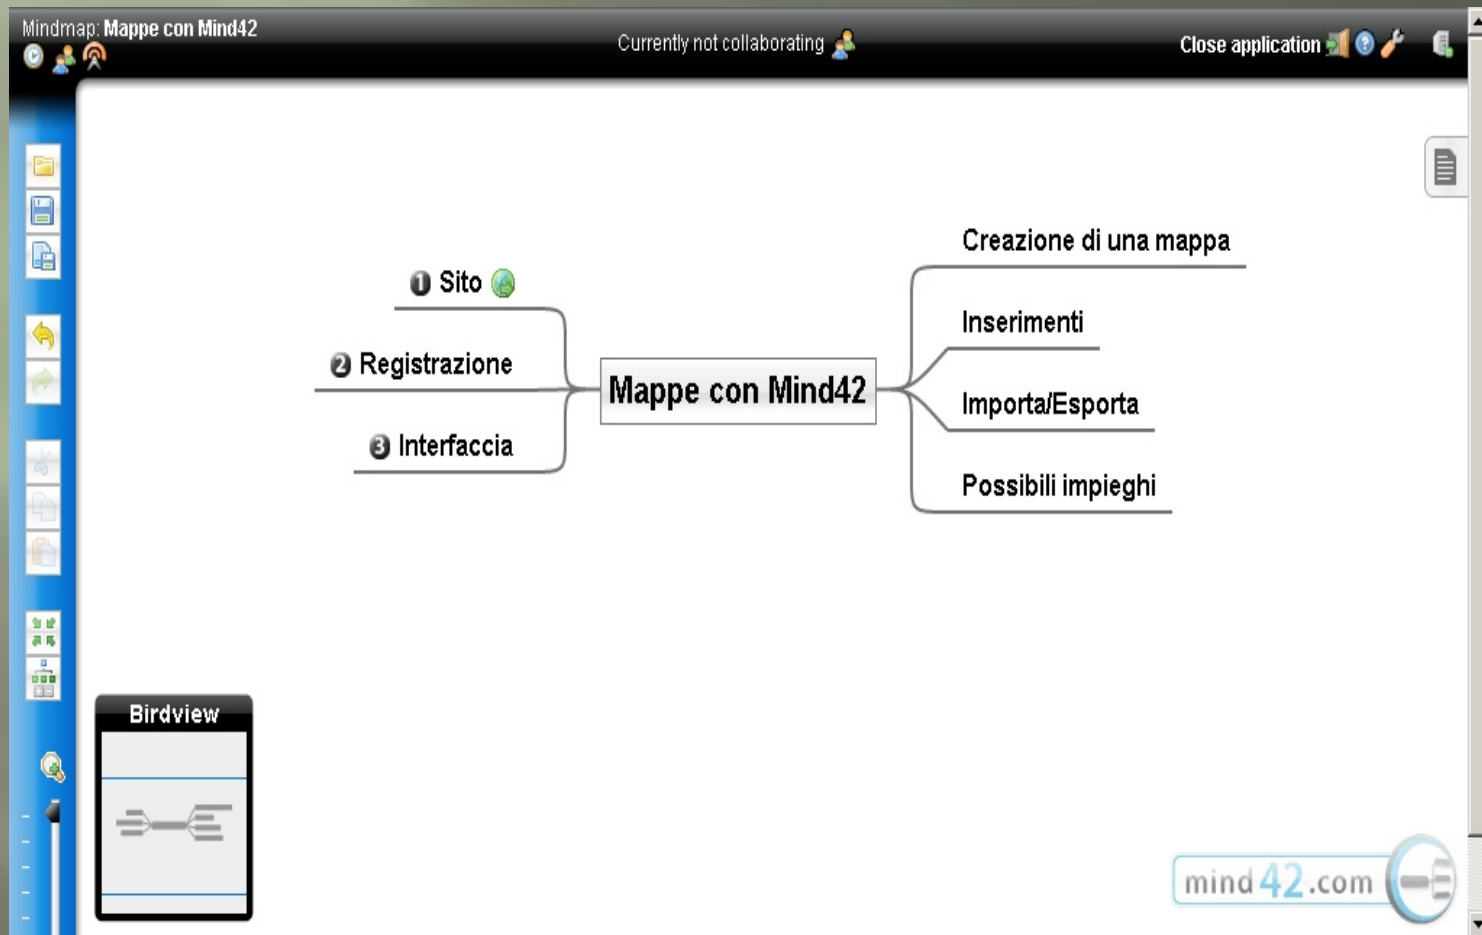 Mindmap: Mappe con Mind42
Currently not collaborating
Close application
1 Sito
2 Registrazione
3 Interfaccia
Mappe con Mind42
Creazione di una mappa
Inserimenti
Importa/Esporta
Possibili impieghi
Birdview
mind42.com